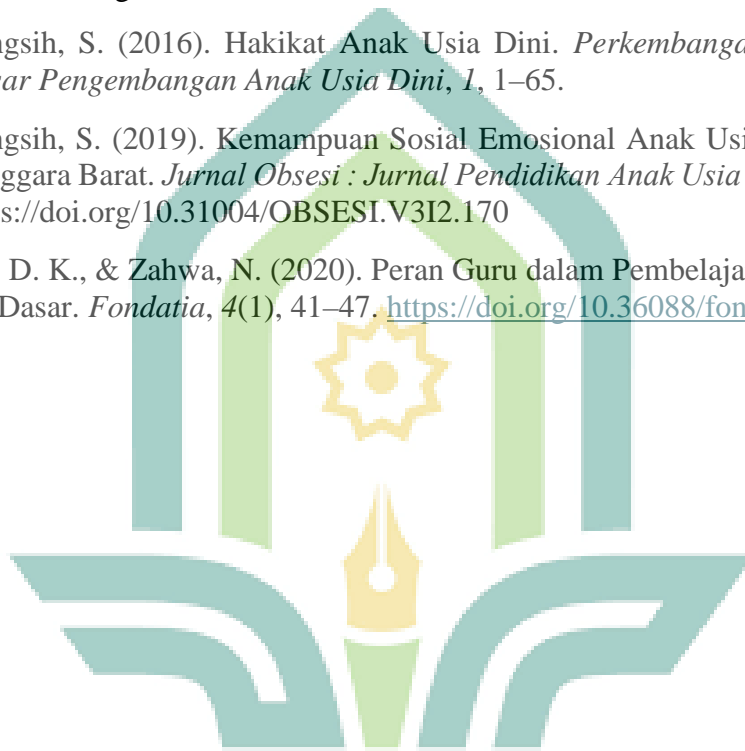 ngsih, S. (2016). Hakikat Anak Usia Dini. Perkembanga
ar Pengembangan Anak Usia Dini, 1, 1–65.
ngsih, S. (2019). Kemampuan Sosial Emosional Anak Usi
ggara Barat. Jurnal Obsesi : Jurnal Pendidikan Anak Usia
s://doi.org/10.31004/OBSESI.V3I2.170
D. K., & Zahwa, N. (2020). Peran Guru dalam Pembelaja
Dasar. Fondatia, 4(1), 41–47. https://doi.org/10.36088/fon